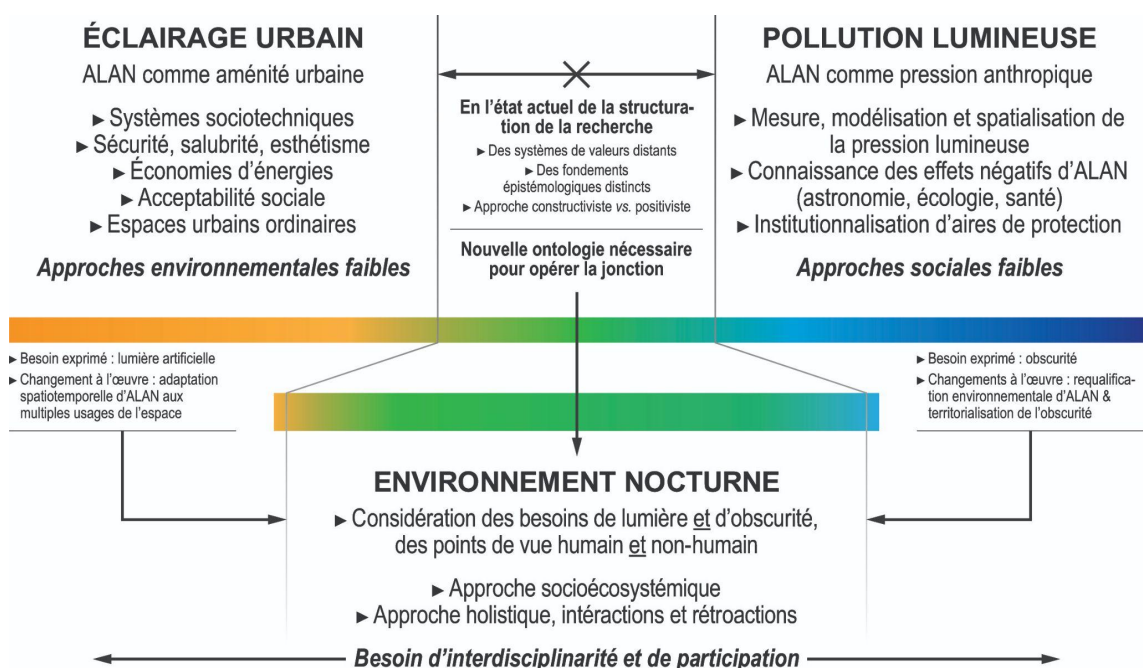 ÉCLAIRAGE URBAIN
ALAN comme aménité urbaine
► Systèmes sociotechniques
► Sécurité, salubrité, esthétisme
► Économies d’énergies
► Acceptabilité sociale
► Espaces urbains ordinaires
Approches environnementales faibles
En l’état actuel de la structura-
tion de la recherche
► Des systèmes de valeurs distants
► Des fondements
épistémologiques distincts
► Approche constructiviste vs. positiviste
Nouvelle ontologie nécessaire
pour opérer la jonction
POLLUTION LUMINEUSE
ALAN comme pression anthropique
► Mesure, modélisation et spatialisation de
la pression lumineuse
► Connaissance des effets négatifs d’ALAN
(astronomie, écologie, santé)
► Institutionnalisation d’aires de protection
Approches sociales faibles
► Besoin exprimé : lumière artificielle
► Changement à l’œuvre : adaptation
spatiotemporelle d’ALAN aux
multiples usages de l’espace
► Besoin exprimé : obscurité
► Changements à l’œuvre : requalifica-
tion environnementale d’ALAN &
territorialisation de l’obscurité
ENVIRONNEMENT NOCTURNE
► Considération des besoins de lumière et d’obscurité,
des points de vue humain et non-humain
► Approche socioécosystémique
► Approche holistique, intéractions et rétroactions
Besoin d’interdisciplinarité et de participation